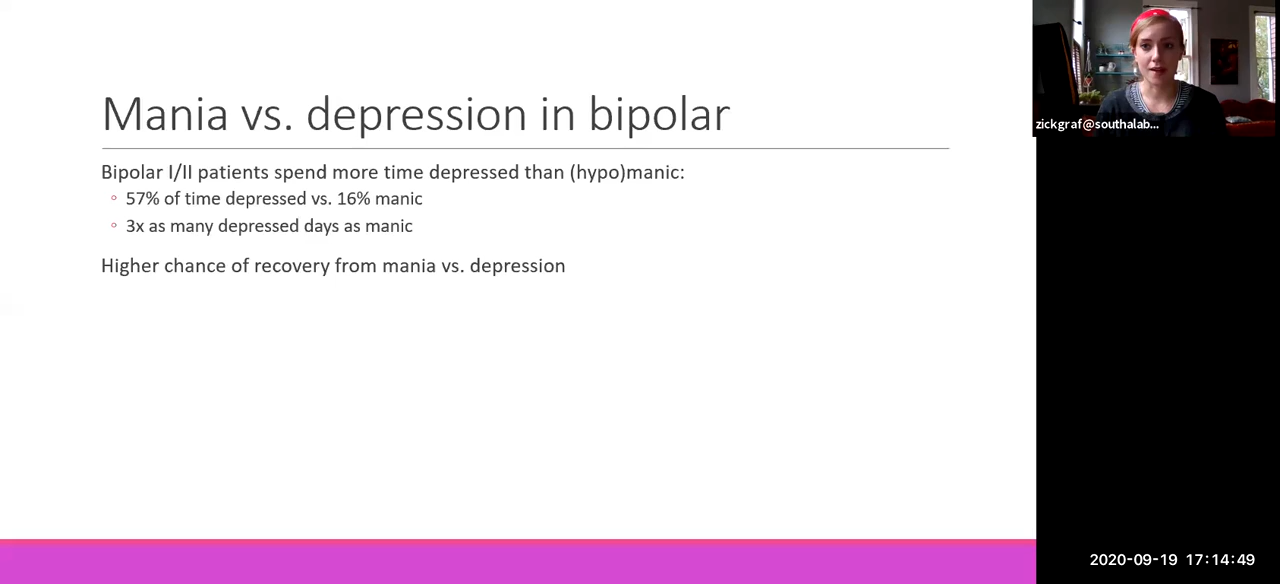 Mania vs. depression in bipolar
Bipolar I/II patients spend more time depressed than (hypo)manic:
◦ 57% of time depressed vs. 16% manic
◦ 3x as many depressed days as manic
Higher chance of recovery from mania vs. depression
zickgraf@southalab...
2020-09-19 17:14:49